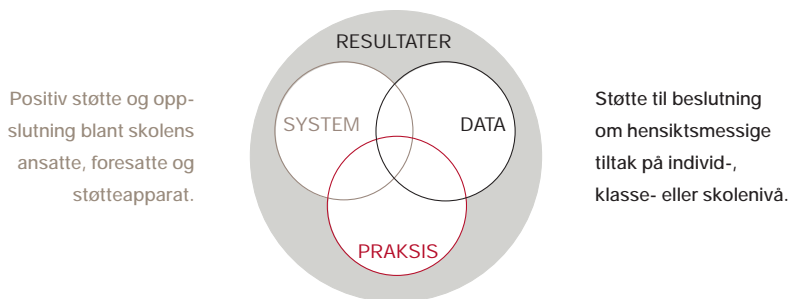 RESULTATER
Positiv støtte og opp-
slutning blant skolens
ansatte, foresatte og
støtteapparat.
SYSTEM
DATA
Støtte til beslutning
om hensiktsmessige
tiltak på individ-,
klasse- eller skolenivå.
PRAKSIS